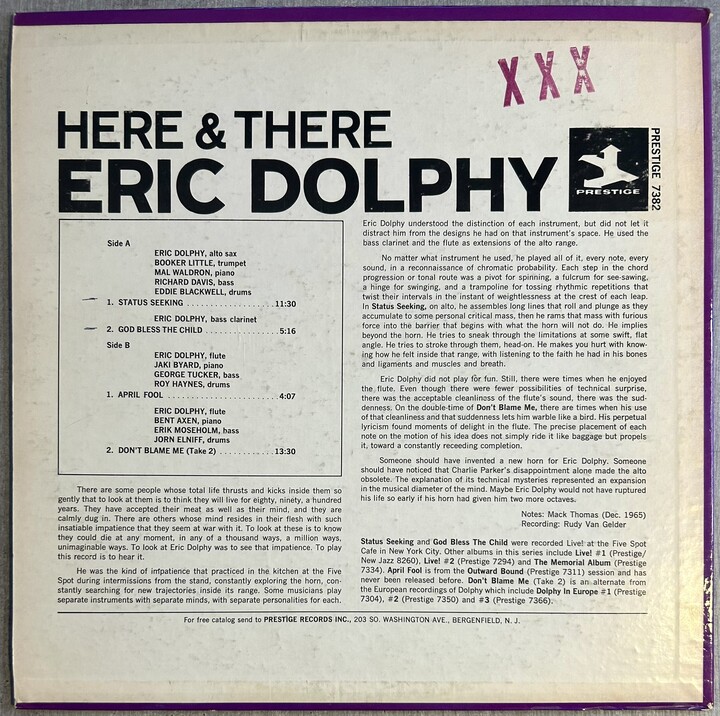 XXX
HERE & THERE
ERIC DOLPHY
PRESTIGE
PRESTIGE 7382
Side A
ERIC DOLPHY, alto sax
BOOKER LITTLE, trumpet
MAL WALDRON, piano
RICHARD DAVIS, bass
EDDIE BLACKWELL, drums
1. STATUS SEEKING . . . . . . . . . . . . . . . . . 11:30
ERIC DOLPHY, bass clarinet
2. GOD BLESS THE CHILD . . . . . . . . . . . . 5:16
Side B
ERIC DOLPHY, flute
JAKI BYARD, piano
GEORGE TUCKER, bass
ROY HAYNES, drums
1. APRIL FOOL . . . . . . . . . . . . . . . . . . . . . 4:07
ERIC DOLPHY, flute
BENT AXEN, piano
ERIK MOSEHOLM, bass
JORN ELNIFF, drums
2. DON'T BLAME ME (Take 2) . . . . . . . . . . . 13:30
There are some people whose total life thrusts and kicks inside them so
gently that to look at them is to think they will live for eighty, ninety, a hundred
years. They have accepted their meat as well as their mind, and they are
calmly dug in. There are others whose mind resides in their flesh with such
insatiable impatience that they seem at war with it. To look at these is to know
they could die at any moment, in any of a thousand ways, a million ways,
unimaginable ways. To look at Eric Dolphy was to see that impatience. To play
this record is to hear it.
He was the kind of impatience that practiced in the kitchen at the Five
Spot during intermissions from the stand, constantly exploring the horn, con-
stantly searching for new trajectories inside its range. Some musicians play
separate instruments with separate minds, with separate personalities for each.
Eric Dolphy understood the distinction of each instrument, but did not let it
distract him from the designs he had on that instrument's space. He used the
bass clarinet and the flute as extensions of the alto range.
No matter what instrument he used, he played all of it, every note, every
sound, in a reconnaissance of chromatic probability. Each step in the chord
progression or tonal route was a pivot for spinning, a fulcrum for see-sawing,
a hinge for swinging, and a trampoline for tossing rhythmic repetitions that
twist their intervals in the instant of weightlessness at the crest of each leap.
In Status Seeking, on alto, he assembles long lines that roll and plunge as they
accumulate to some personal critical mass, then he rams that mass with furious
force into the barrier that begins with what the horn will not do. He implies
beyond the horn. He tries to sneak through the limitations at some swift, flat
angle. He tries to stroke through them, head-on. He makes you hurt with know-
ing how he felt inside that range, with listening to the faith he had in his bones
and ligaments and muscles and breath.
Eric Dolphy did not play for fun. Still, there were times when he enjoyed
the flute. Even though there were fewer possibilities of technical surprise,
there was the acceptable cleanliness of the flute's sound, there was the sud-
denness. On the double-time of Don't Blame Me, there are times when his use
of that cleanliness and that suddenness lets him warble like a bird. His perpetual
lyricism found moments of delight in the flute. The precise placement of each
note on the motion of his idea does not simply ride it like baggage but propels
it, toward a constantly receeding completion.
Someone should have invented a new horn for Eric Dolphy. Someone
should have noticed that Charlie Parker's disappointment alone made the alto
obsolete. The explanation of its technical mysteries represented an expansion
in the musical diameter of the mind. Maybe Eric Dolphy would not have ruptured
his life so early if his horn had given him two more octaves.
Notes: Mack Thomas (Dec. 1965)
Recording: Rudy Van Gelder
Status Seeking and God Bless The Child were recorded Live! at the Five Spot
Cafe in New York City. Other albums in this series include Live! #1 (Prestige/
New Jazz 8260), Live! #2 (Prestige 7294) and The Memorial Album (Prestige
7334). April Fool is from the Outward Bound (Prestige 7311) session and has
never been released before. Don't Blame Me (Take 2) is an alternate from
the European recordings of Dolphy which include Dolphy In Europe #1 (Prestige
7304), #2 (Prestige 7350) and #3 (Prestige 7366).
For free catalog send to PRESTIGE RECORDS INC., 203 SO. WASHINGTON AVE., BERGENFIELD, N. J.